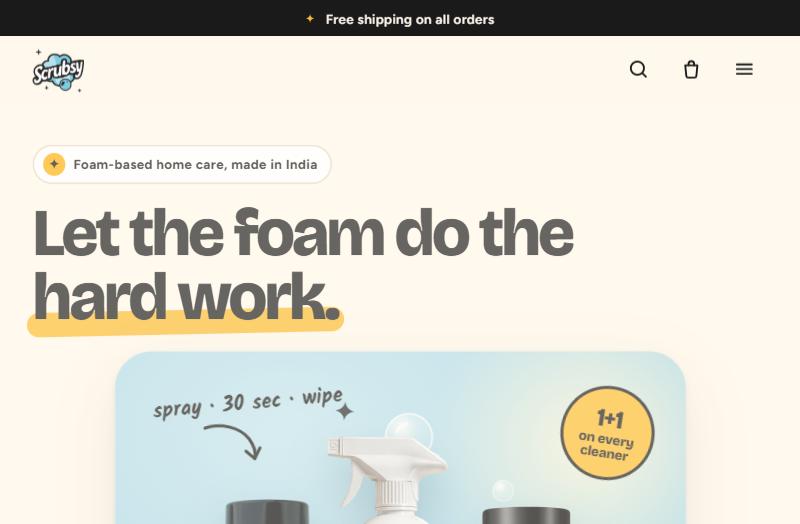 ✦ Free shipping on all orders
Scrubsy
✦ Foam-based home care, made in India
Let the foam do the
hard work.
spray · 30 sec · wipe
1+1
on every
cleaner